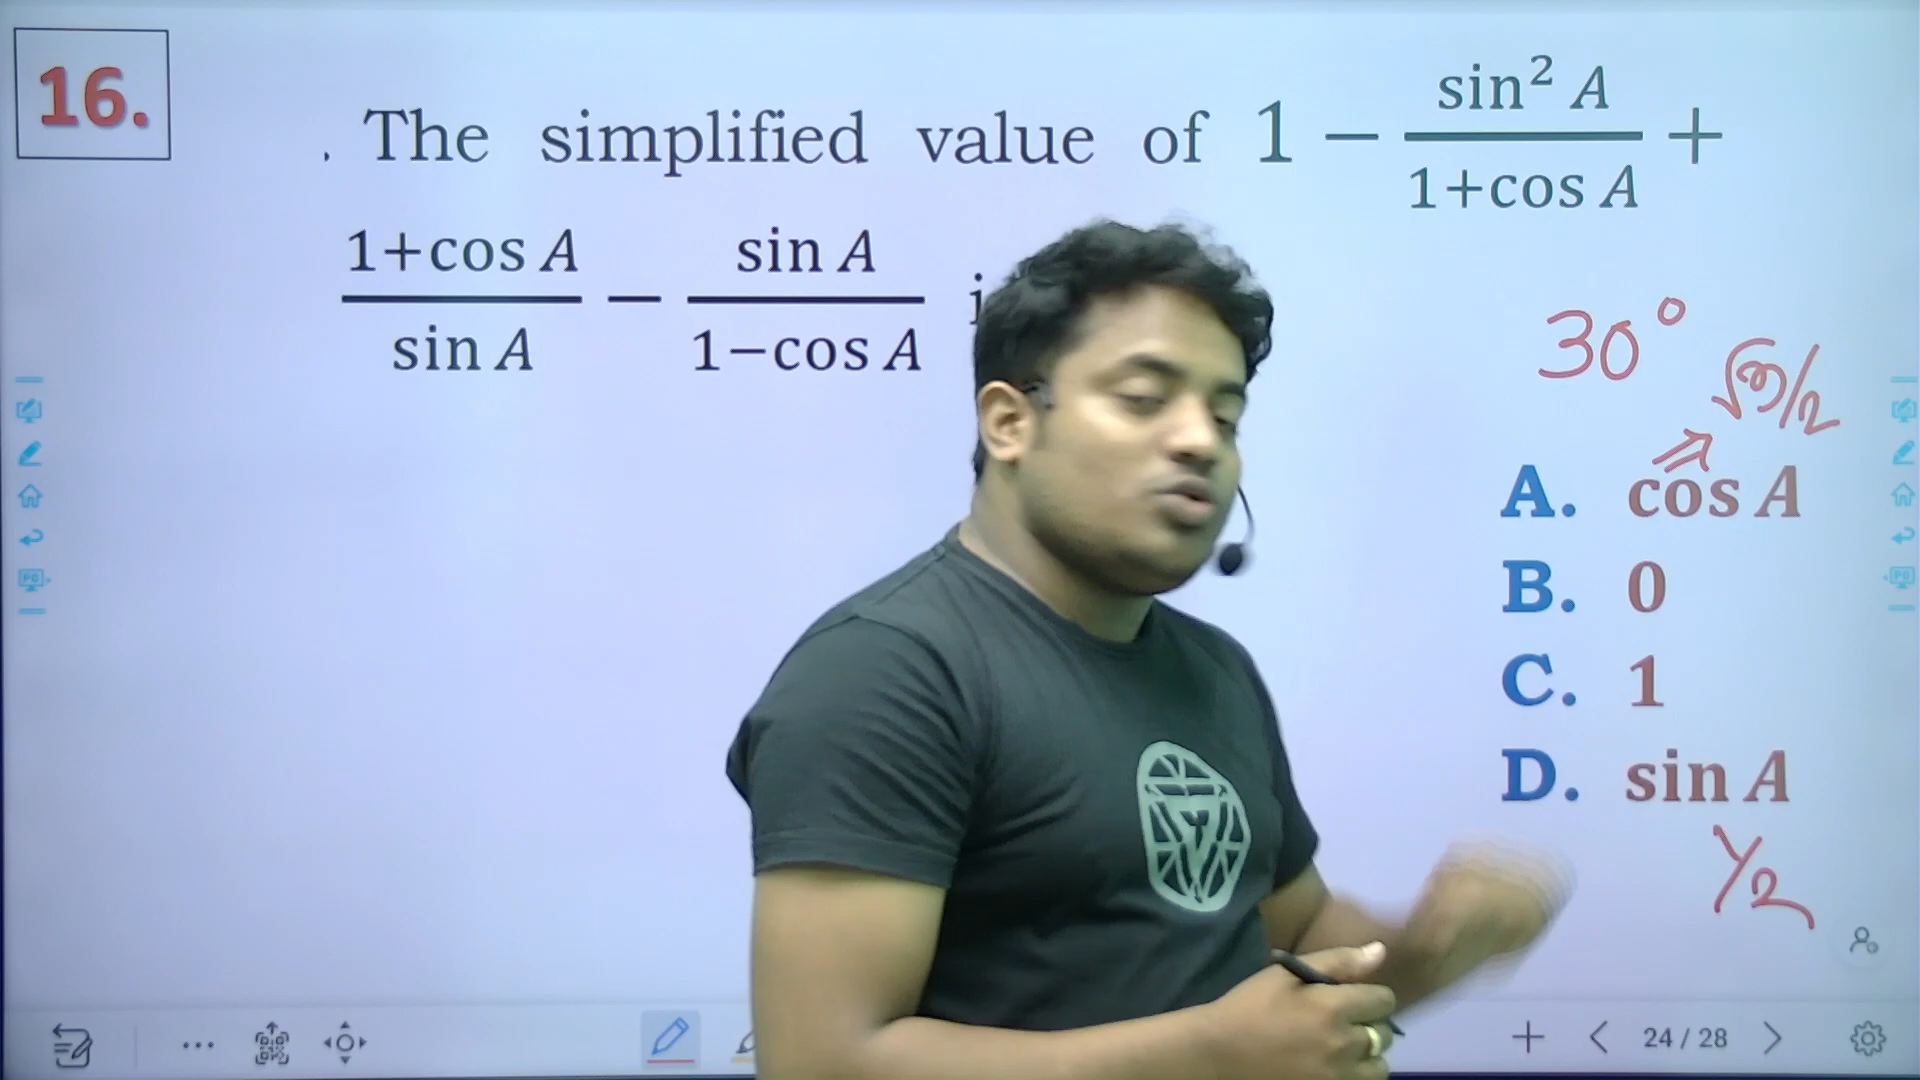 16.
. The simplified value of 1 − sin² A / 1+cos A +
1+cos A / sin A − sin A / 1−cos A
30°
√3/2
A. cos A
B. 0
C. 1
D. sin A
1/2
24 / 28